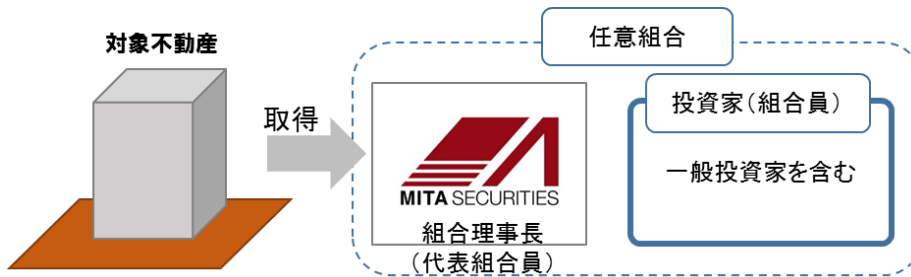 対象不動産
取得
任意組合
MITA SECURITIES
組合理事長
（代表組合員）
投資家（組合員）
一般投資家を含む